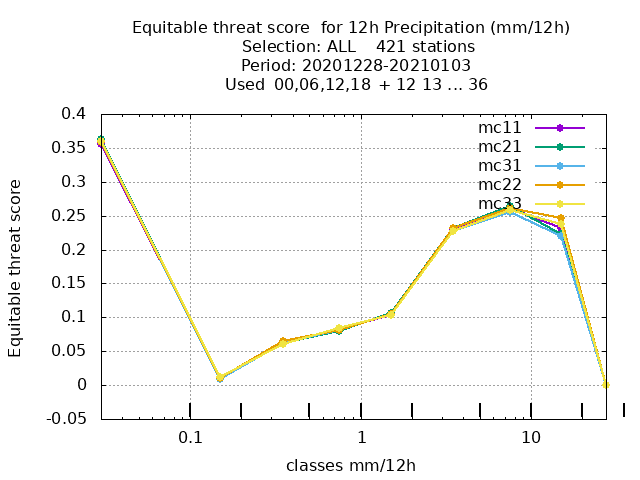 Equitable threat score  for 12h Precipitation (mm/12h)
Selection: ALL    421 stations
Period: 20201228-20210103
Used  00,06,12,18  + 12 13 ... 36
0.4
0.35
0.3
0.25
0.2
0.15
0.1
0.05
0
-0.05
Equitable threat score
mc11
mc21
mc31
mc22
mc33
0.1
1
10
classes mm/12h